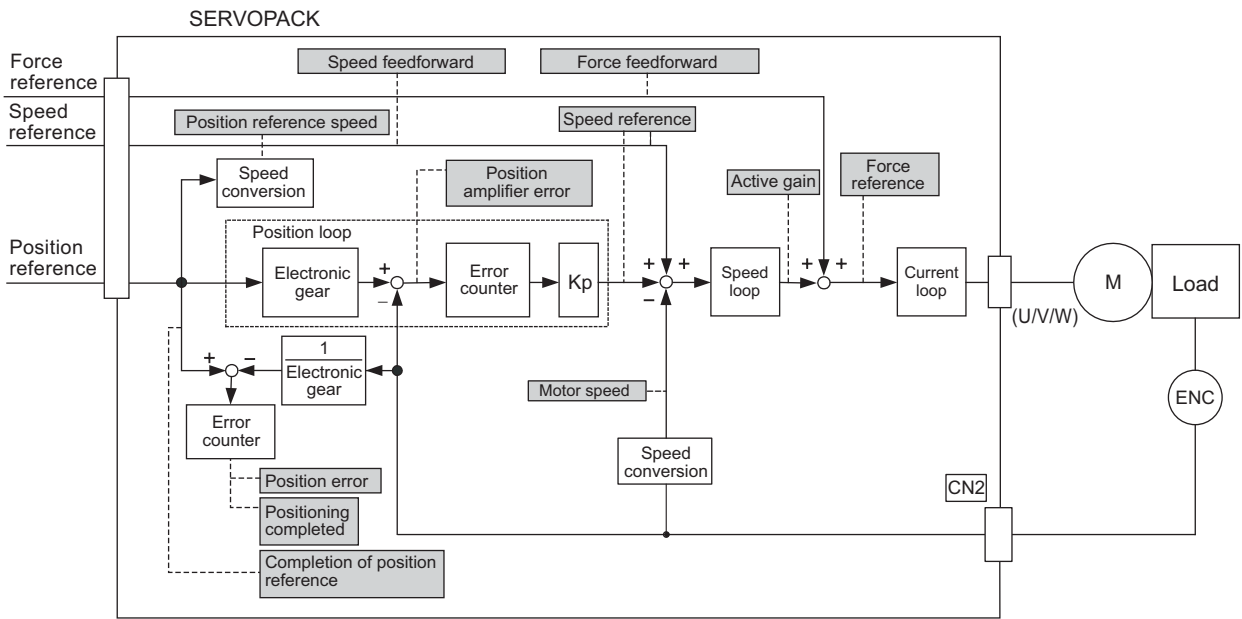 SERVOPACK
Force
reference
Speed feedforward
Force feedforward
Speed
reference
Position reference speed
Speed reference
Speed
conversion
Position
amplifier error
Active gain
Force
reference
Position
reference
Position loop
Electronic
gear
+
−
Error
counter
Kp
+ +
−
Speed
loop
+ +
Current
loop
(U/V/W)
M
Load
+ −
1
Electronic
gear
Error
counter
Motor speed
ENC
Speed
conversion
Position error
Positioning
completed
CN2
Completion of position
reference